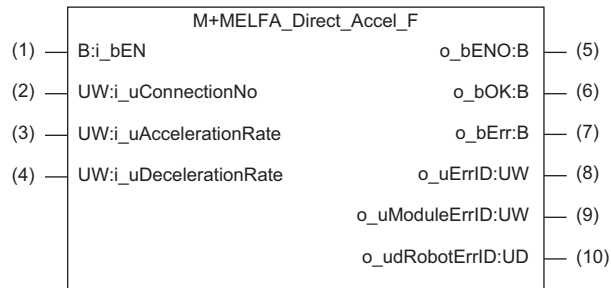 M+MELFA_Direct_Accel_F
(1) B:i_bEN o_bENO:B (5)
(2) UW:i_uConnectionNo o_bOK:B (6)
(3) UW:i_uAccelerationRate o_bErr:B (7)
(4) UW:i_uDecelerationRate o_uErrID:UW (8)
o_uModuleErrID:UW (9)
o_udRobotErrID:UD (10)